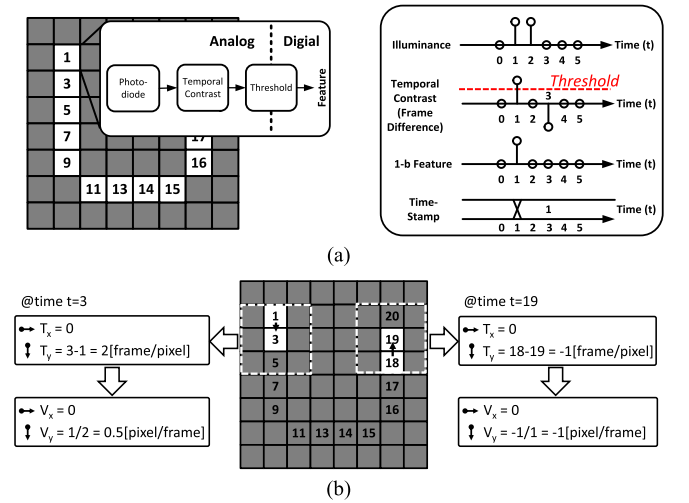 Analog Digial
Photo-
diode
Temporal
Contrast
Threshold
Feature
1
3
5
7
9
11 13 14 15
17
16
Illuminance
Time (t)
0 1 2 3 4 5
Threshold
Temporal
Contrast
(Frame
Difference)
3
Time (t)
0 1 2 4 5
1-b Feature
Time (t)
0 1 2 3 4 5
Time-
Stamp
1
Time (t)
0 1 2 3 4 5
(a)
@time t=3
Tx = 0
Ty = 3-1 = 2[frame/pixel]
Vx = 0
Vy = 1/2 = 0.5[pixel/frame]
1 20
3 19
5 18
7 17
9 16
11 13 14 15
@time t=19
Tx = 0
Ty = 18-19 = -1[frame/pixel]
Vx = 0
Vy = -1/1 = -1[pixel/frame]
(b)